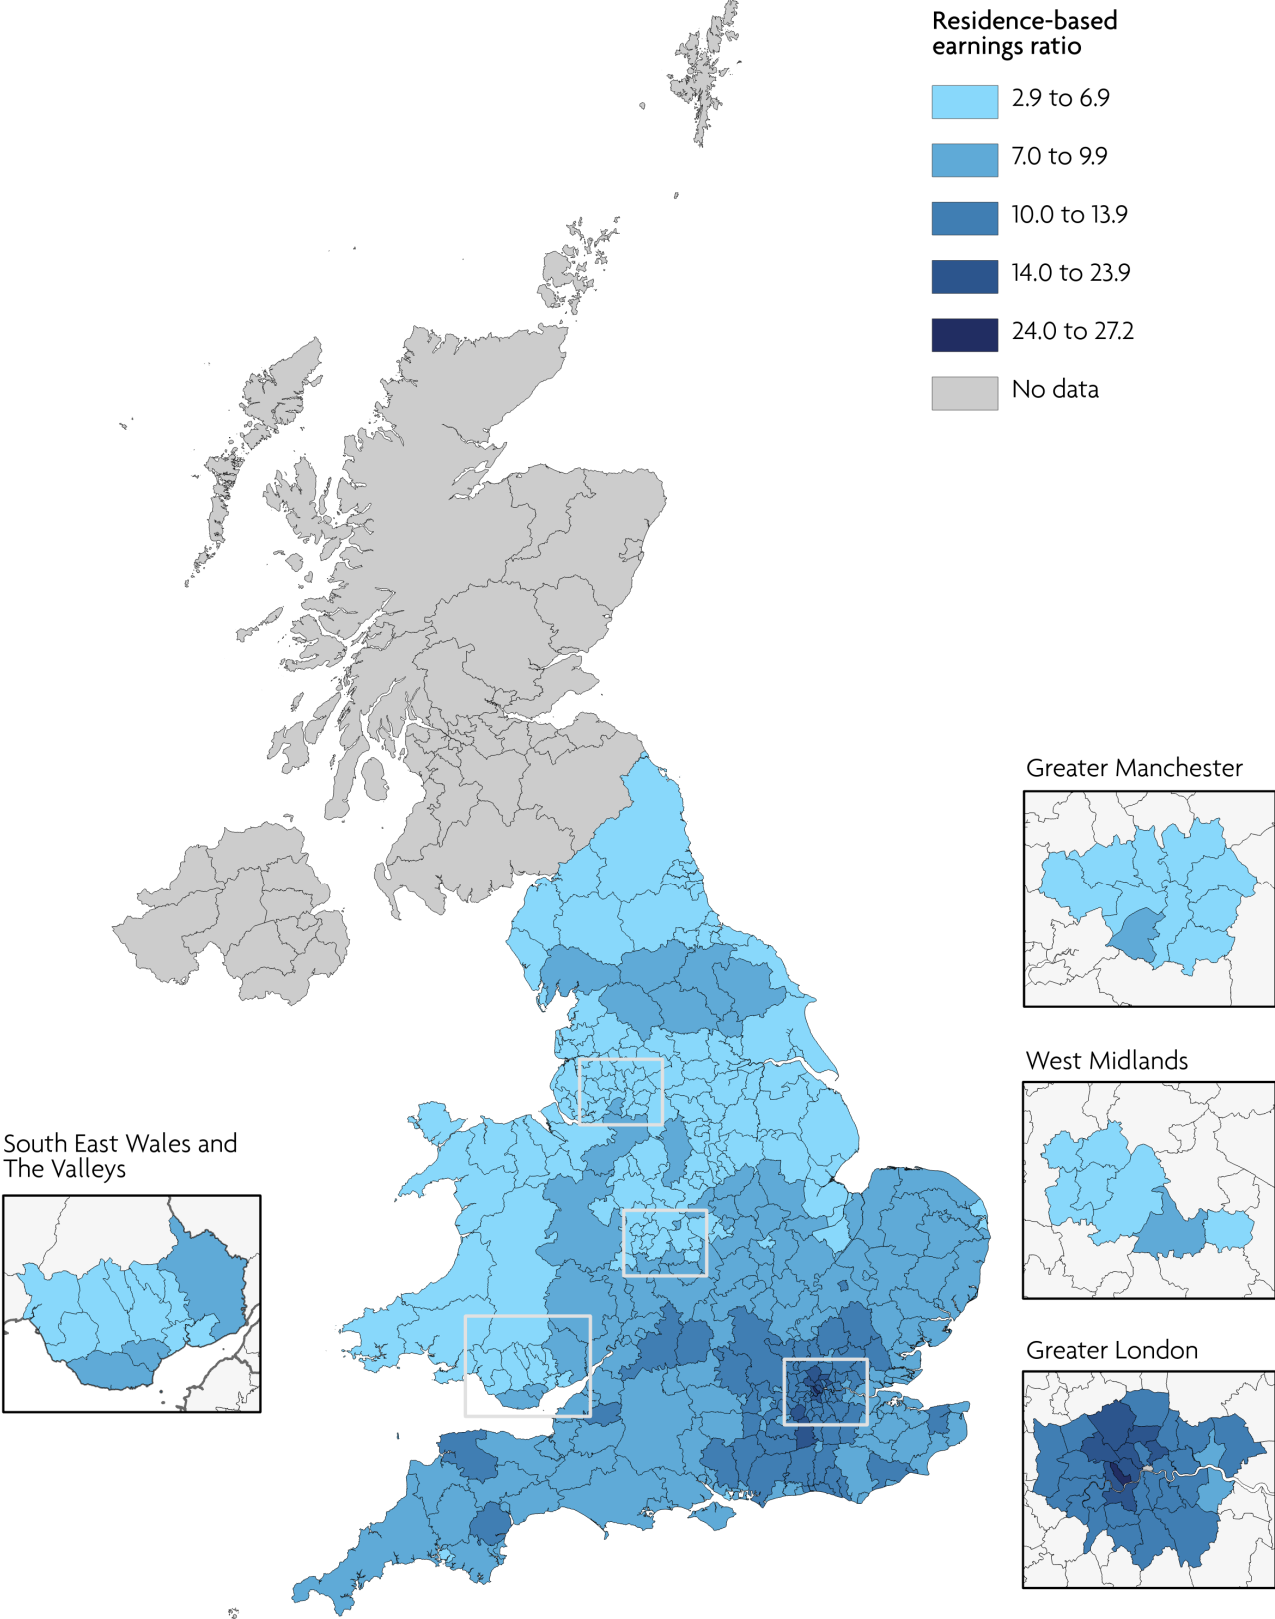 Residence-based
earnings ratio
2.9 to 6.9
7.0 to 9.9
10.0 to 13.9
14.0 to 23.9
24.0 to 27.2
No data
Greater Manchester
West Midlands
South East Wales and
The Valleys
Greater London